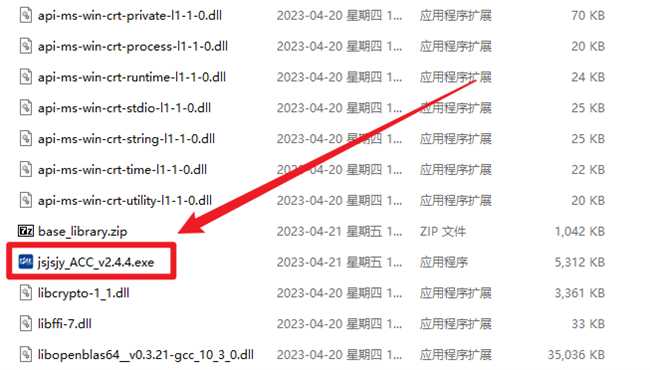 api-ms-win-crt-private-l1-1-0.dll 2023-04-20 星期四 1... 应用程序扩展 70 KB
api-ms-win-crt-process-l1-1-0.dll 2023-04-20 星期四 1... 应用程序扩展 20 KB
api-ms-win-crt-runtime-l1-1-0.dll 2023-04-20 星期四 1... 应用程序扩展 24 KB
api-ms-win-crt-stdio-l1-1-0.dll 2023-04-20 星期四 1... 应用程序扩展 25 KB
api-ms-win-crt-string-l1-1-0.dll 2023-04-20 星期四 1... 应用程序扩展 25 KB
api-ms-win-crt-time-l1-1-0.dll 2023-04-20 星期四 1... 应用程序扩展 22 KB
api-ms-win-crt-utility-l1-1-0.dll 2023-04-20 星期四 1... 应用程序扩展 20 KB
base_library.zip 2023-04-21 星期五 1... ZIP 文件 1,042 KB
jsjsjy_ACC_v2.4.4.exe 2023-04-21 星期五 1... 应用程序 5,312 KB
libcrypto-1_1.dll 2023-04-20 星期四 1... 应用程序扩展 3,361 KB
libffi-7.dll 2023-04-20 星期四 1... 应用程序扩展 33 KB
libopenblas64__v0.3.21-gcc_10_3_0.dll 2023-04-20 星期四 1... 应用程序扩展 35,036 KB